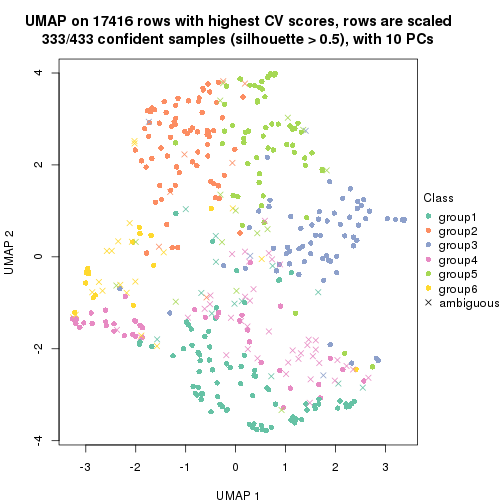 UMAP on 17416 rows with highest CV scores, rows are scaled
333/433 confident samples (silhouette > 0.5), with 10 PCs
4
2
0
-2
-4
UMAP 2
-3
-2
-1
0
1
2
3
UMAP 1
Class
group1
group2
group3
group4
group5
group6
ambiguous